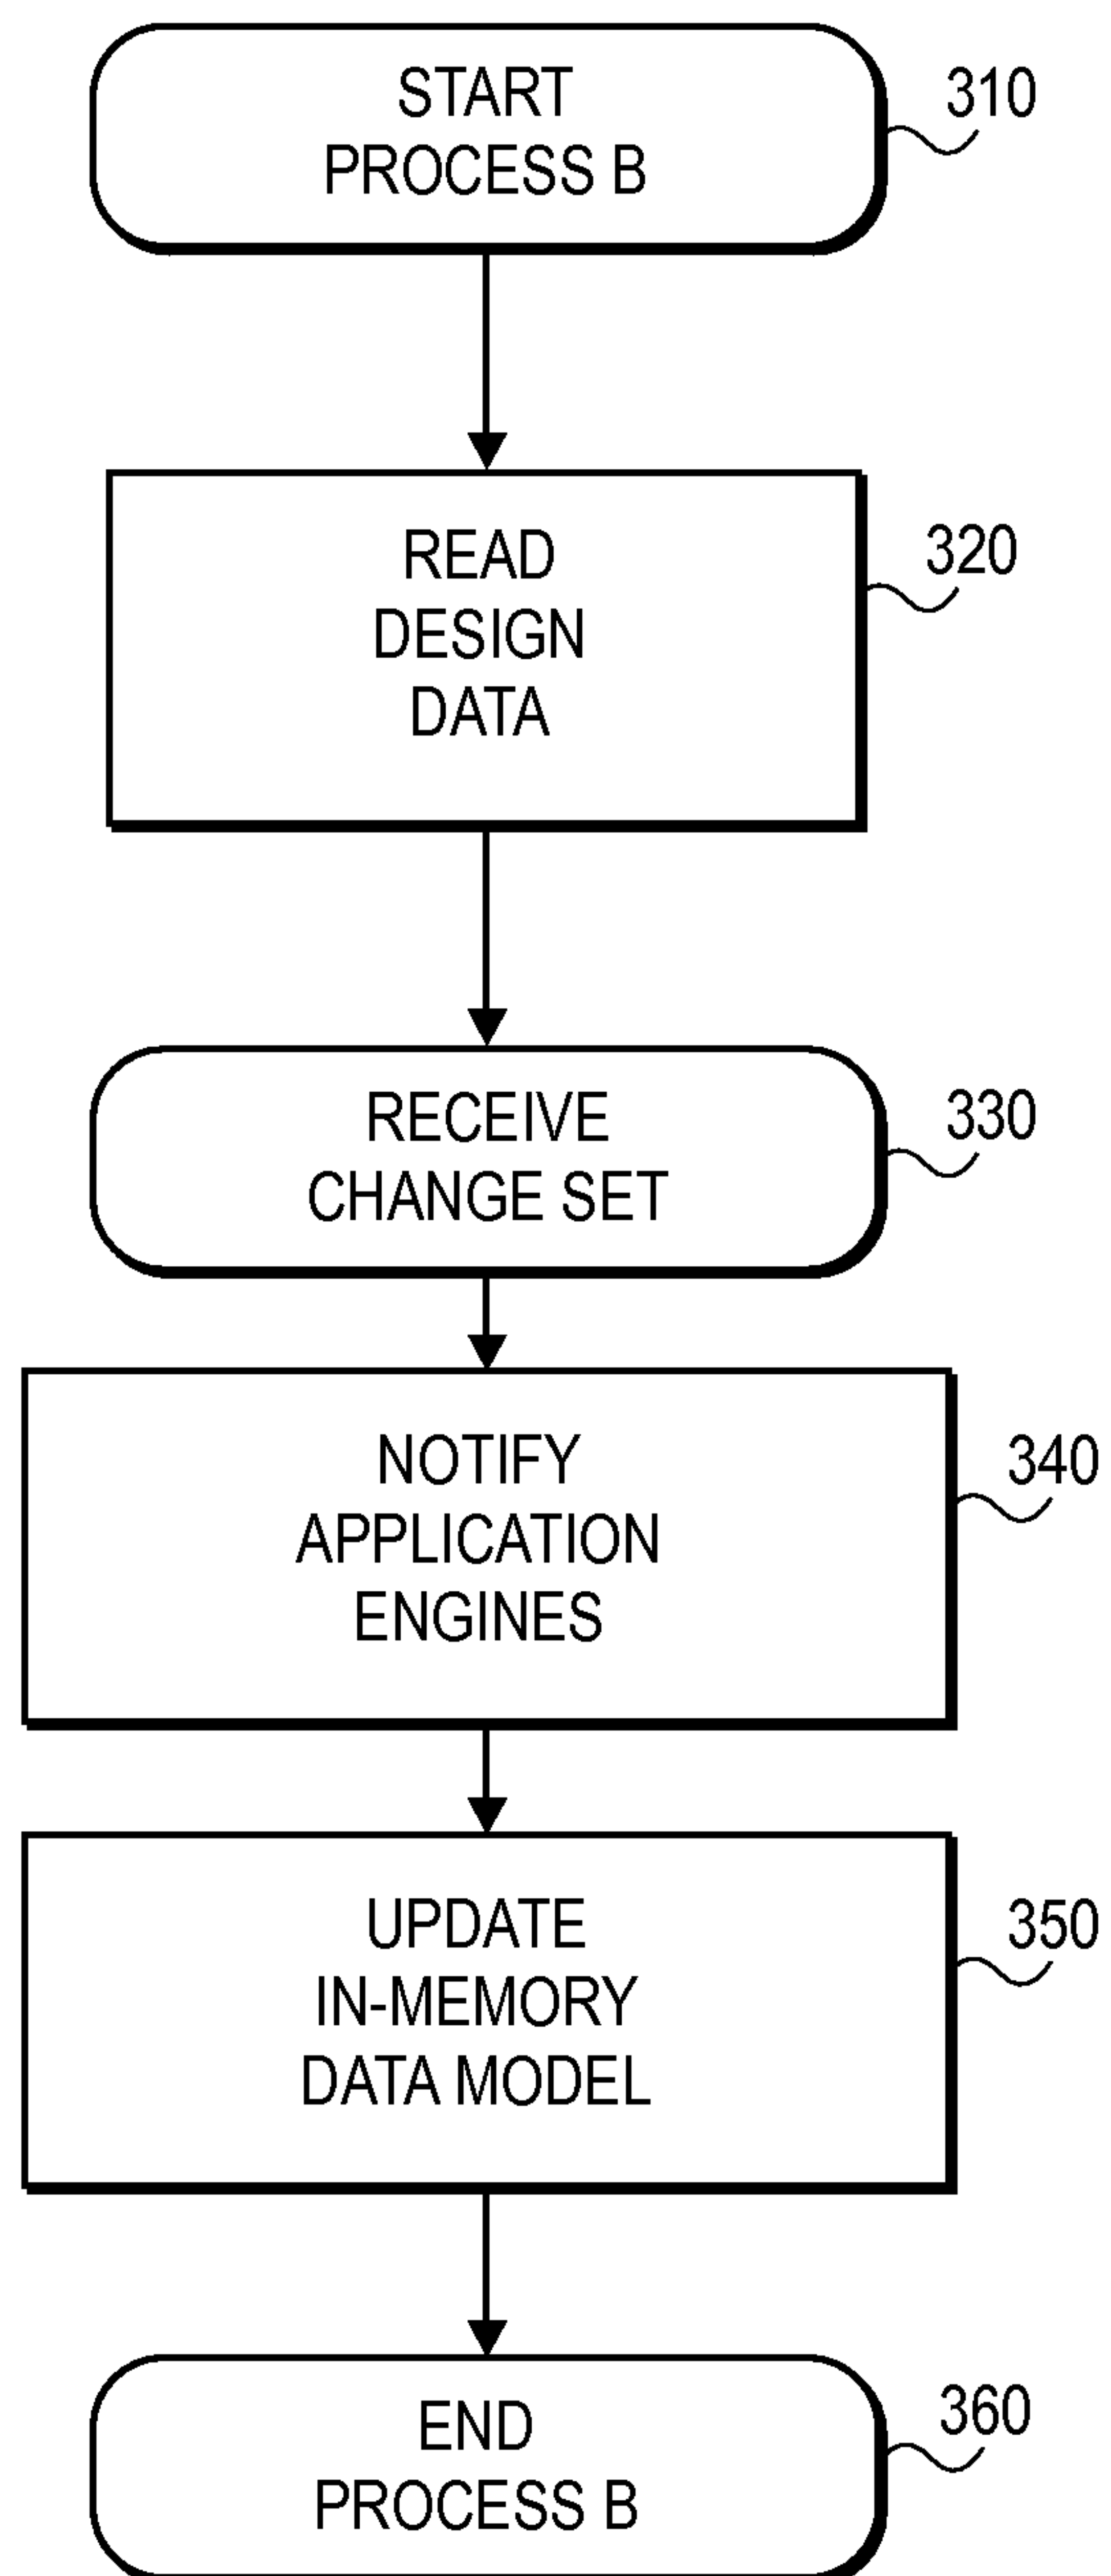 START
PROCESS B
310
READ
DESIGN
DATA
320
RECEIVE
CHANGE SET
330
NOTIFY
APPLICATION
ENGINES
340
UPDATE
IN-MEMORY
DATA MODEL
350
END
PROCESS B
360